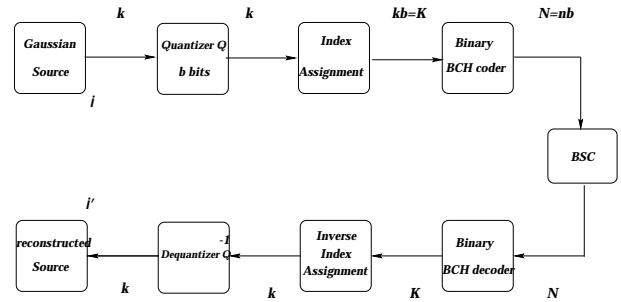 k
k
kb=K
N=nb
Gaussian
Source
Quantizer Q
b bits
Index
Assignment
Binary
BCH coder
j
BSC
j'
reconstructed
Source
Dequantizer Q
-1
Inverse
Index
Assignment
Binary
BCH decoder
k
k
K
N